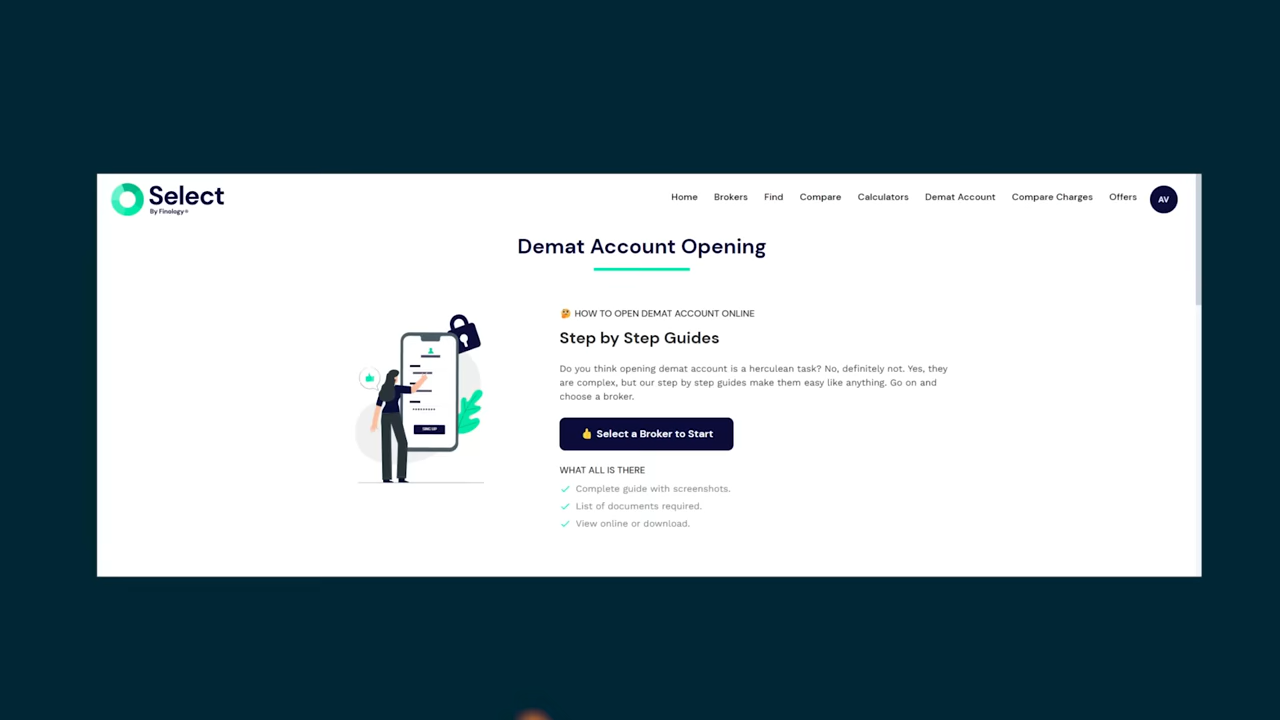 Select
By Finology®
Home Brokers Find Compare Calculators Demat Account Compare Charges Offers AV
Demat Account Opening
HOW TO OPEN DEMAT ACCOUNT ONLINE
Step by Step Guides
Do you think opening demat account is a herculean task? No, definitely not. Yes, they
are complex, but our step by step guides make them easy like anything. Go on and
choose a broker.
Select a Broker to Start
WHAT ALL IS THERE
Complete guide with screenshots.
List of documents required.
View online or download.